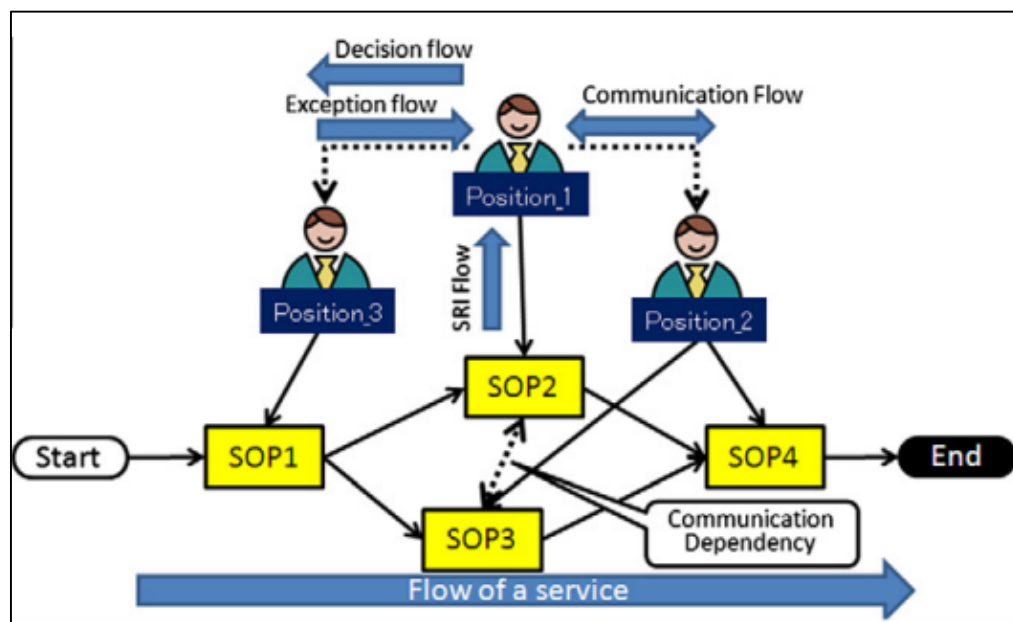 Decision flow
Exception flow
Communication Flow
Position_1
SRI Flow
Position_3
Position_2
SOP2
Start
SOP1
SOP4
End
SOP3
Communication
Dependency
Flow of a service